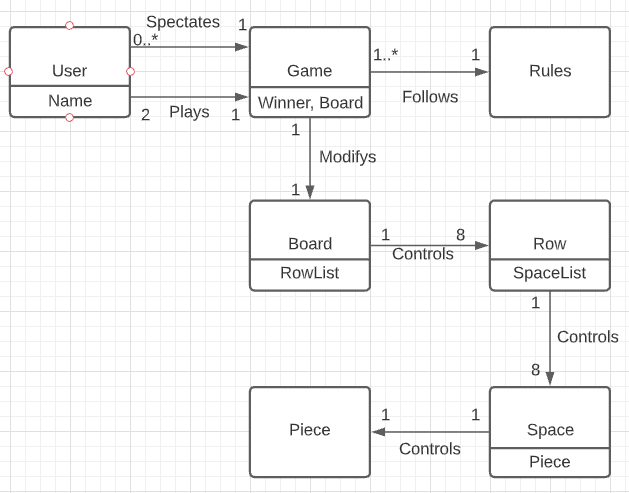 Spectates
0..*
1
User
Name
2
Plays
1
Game
Winner, Board
1..*
1
Follows
Rules
1
Modifys
1
Board
RowList
1
8
Controls
Row
SpaceList
1
Controls
8
Piece
1
1
Controls
Space
Piece